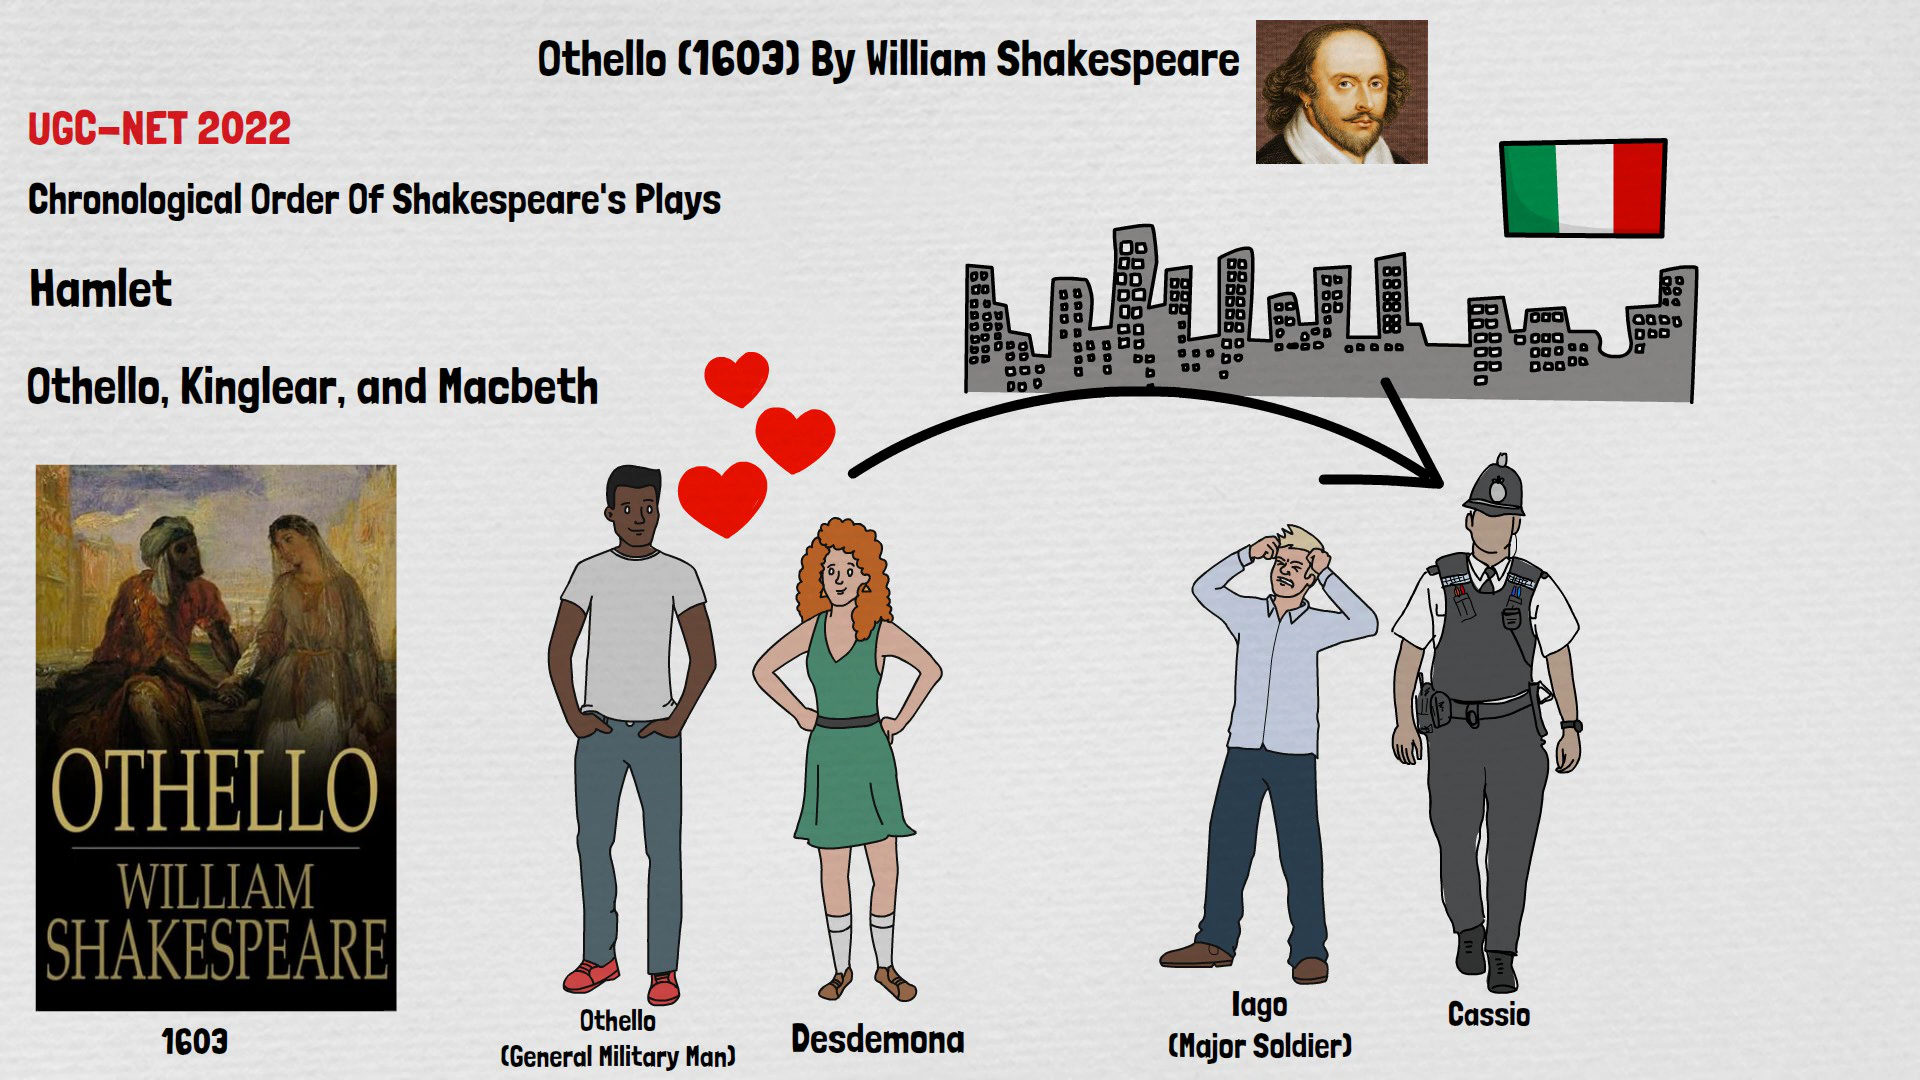 Othello (1603) By William Shakespeare
UGC-NET 2022
Chronological Order Of Shakespeare's Plays
Hamlet
Othello, Kinglear, and Macbeth
OTHELLO
WILLIAM
SHAKESPEARE
1603
Othello
(General Military Man)
Desdemona
Iago
(Major Soldier)
Cassio